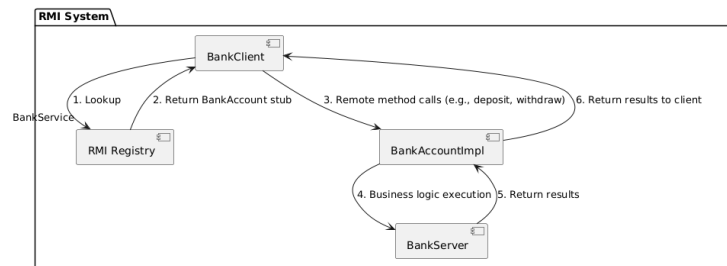 RMI System
BankClient
1. Lookup
2. Return BankAccount stub
3. Remote method calls (e.g., deposit, withdraw)
6. Return results to client
BankService
RMI Registry
BankAccountImpl
4. Business logic execution
5. Return results
BankServer